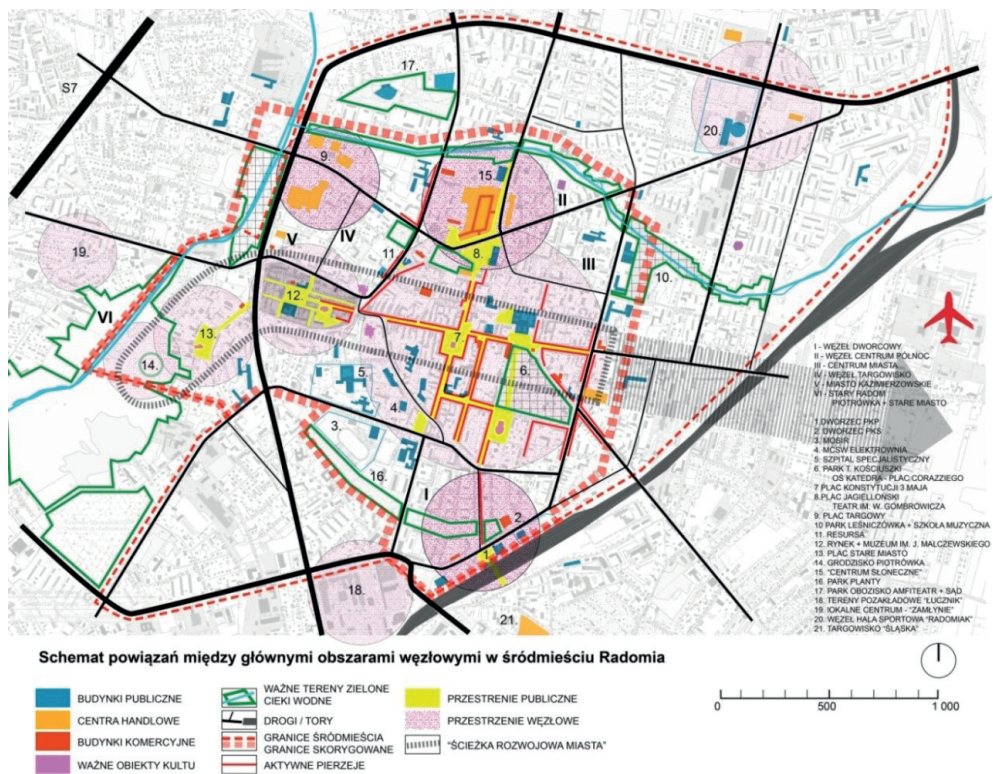 S7
17.
20.
9.
15.
II
IV
V
19.
11.
8.
III
10.
12.
VI
13.
7.
14.
6.
5.
4.
3.
16.
I
2.
1.
18.
21.
I - WĘZEŁ DWORCOWY
II - WĘZEŁ CENTRUM PÓŁNOC
III - CENTRUM MIASTA
IV - WĘZEŁ TARGOWISKO
V - MIASTO KAZIMIERZOWSKIE
VI - STARY RADOM
PIOTRÓWKA + STARE MIASTO
1.DWORZEC PKP
2. DWORZEC PKS
3. MOSIR
4. MCSW ELEKTROWNIA
5. SZPITAL SPECJALISTYCZNY
6. PARK T. KOŚCIUSZKI
OŚ KATEDRA - PLAC CORAZZIEGO
7 PLAC KONSTYTUCJI 3 MAJA
8.PLAC JAGIELLOŃSKI
TEATR IM. W. GOMBROWICZA
9. PLAC TARGOWY
10 PARK LEŚNICZÓWKA + SZKOŁA MUZYCZNA
11. RESURSA
12. RYNEK + MUZEUM IM. J. MALCZEWSKIEGO
13. PLAC STARE MIASTO
14. GRODZISKO PIOTRÓWKA
15. "CENTRUM SŁONECZNE"
16. PARK PLANTY
17. PARK OBOZISKO AMFITEATR + SĄD
18. TERENY POZAKŁADOWE "ŁUCZNIK"
19. lOKALNE CENTRUM - "ZAMŁYNIE"
20. WĘZEŁ HALA SPORTOWA "RADOMIAK"
21. TARGOWISKO "ŚLĄSKA"
Schemat powiązań między głównymi obszarami węzłowymi w śródmieściu Radomia
BUDYNKI PUBLICZNE
CENTRA HANDLOWE
BUDYNKI KOMERCYJNE
WAŻNE OBIEKTY KULTU
WAŻNE TERENY ZIELONE
CIEKI WODNE
DROGI / TORY
GRANICE ŚRÓDMIEŚCIA
GRANICE SKORYGOWANE
AKTYWNE PIERZEJE
PRZESTRENIE PUBLICZNE
PRZESTRZENIE WĘZŁOWE
"ŚCIEŻKA ROZWOJOWA MIASTA"
0 500 1 000